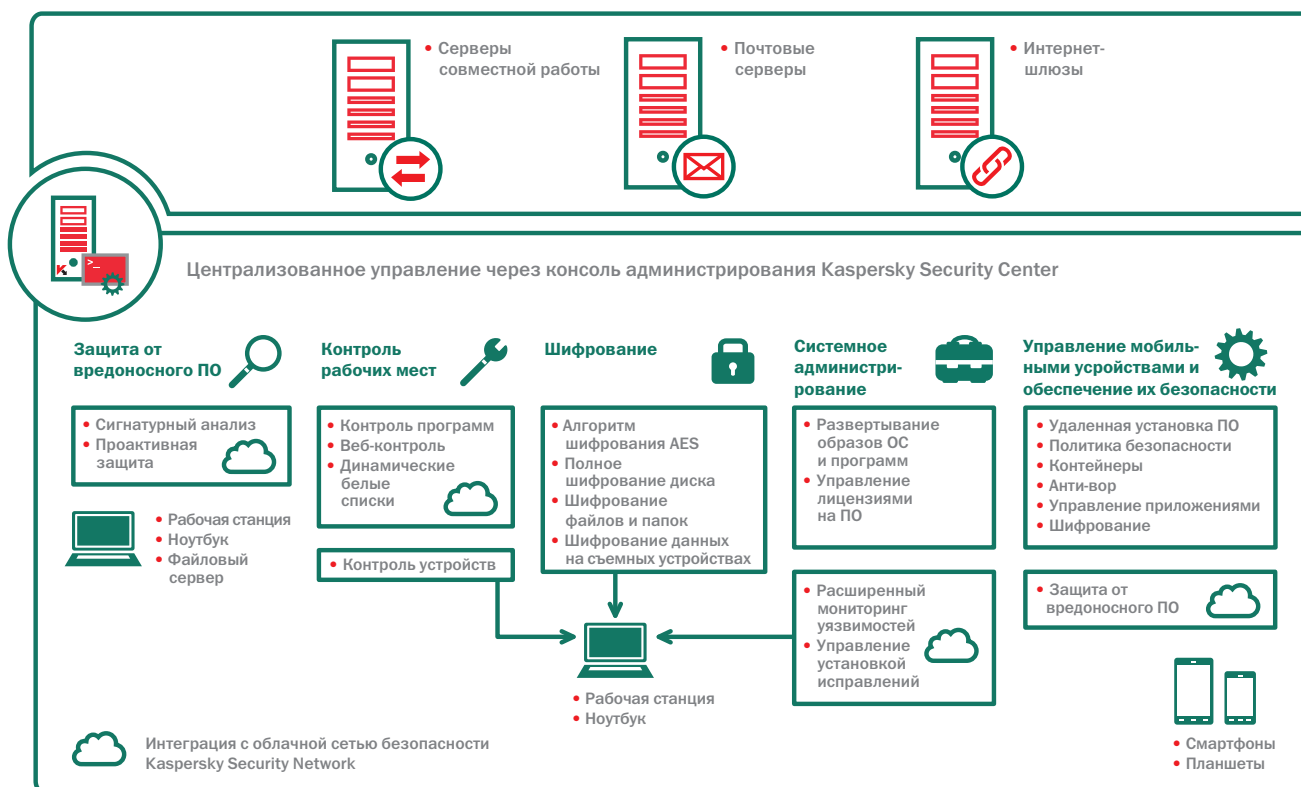 • Серверы
совместной работы
• Почтовые
серверы
• Интернет-
шлюзы
>_
Централизованное управление через консоль администрирования Kaspersky Security Center
Защита от
вредоносного ПО
• Сигнатурный анализ
• Проактивная
защита
• Рабочая станция
• Ноутбук
• Файловый
сервер
Контроль
рабочих мест
• Контроль программ
• Веб-контроль
• Динамические
белые
списки
• Контроль устройств
Шифрование
• Алгоритм
шифрования AES
• Полное
шифрование диска
• Шифрование
файлов и папок
• Шифрование данных
на съемных устройствах
• Рабочая станция
• Ноутбук
Системное
администри-
рование
• Развертывание
образов ОС
и программ
• Управление
лицензиями
на ПО
• Расширенный
мониторинг
уязвимостей
• Управление
установкой
исправлений
Управление мобиль-
ными усройствами и
обеспечение их безопасности
• Удаленная установка ПО
• Политика безопасности
• Контейнеры
• Анти-вор
• Управление приложениями
• Шифрование
• Защита от
вредоносного ПО
• Смартфоны
• Планшеты
Интеграция с облачной сетью безопасности
Kaspersky Security Network